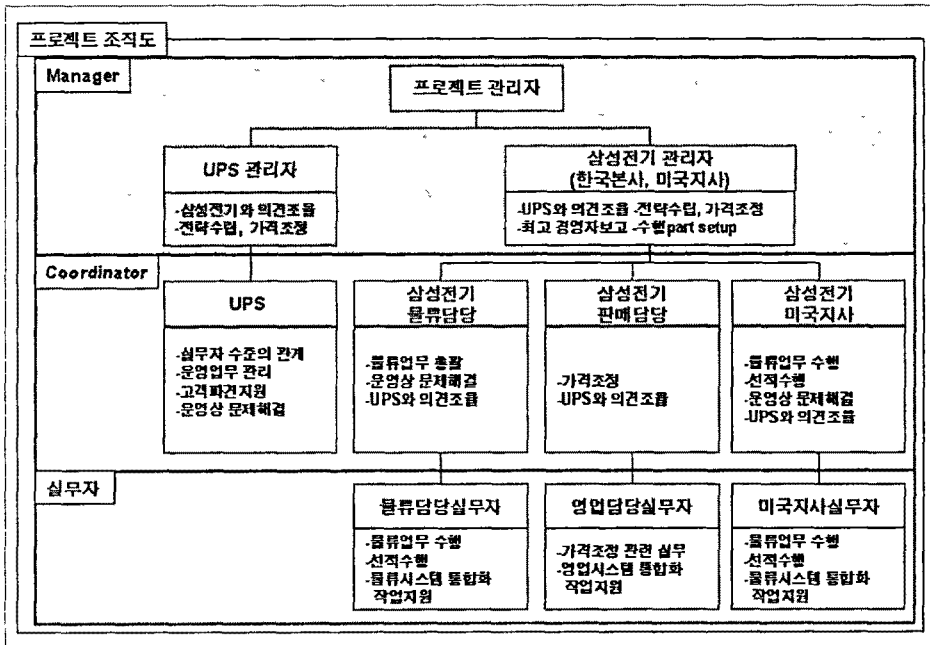 프로젝트 조직도
Manager
프로젝트 관리자
UPS 관리자
-삼성전기와 의견조율
-전략수립, 가격조정
삼성전기 관리자
(한국본사, 미국지사)
-UPS와 의견조율 -전략수립, 가격조정
-최고 경영자보고 -수행part setup
Coordinator
UPS
-실무자 수준의 관계
-운영업무 관리
-고객파견지원
-운영상 문제해결
삼성전기
물류담당
-물류업무 총괄
-운영상 문제해결
-UPS와 의견조율
삼성전기
판매담당
-가격조정
-UPS와 의견조율
삼성전기
미국지사
-물류업무 수행
-선적수행
-운영상 문제해결
-UPS와 의견조율
실무자
물류담당실무자
-물류업무 수행
-선적수행
-물류시스템 통합화
작업지원
영업담당실무자
-가격조정 관련 실무
-영업시스템 통합화
작업지원
미국지사실무자
-물류업무 수행
-선적수행
-물류시스템 통합화
작업지원